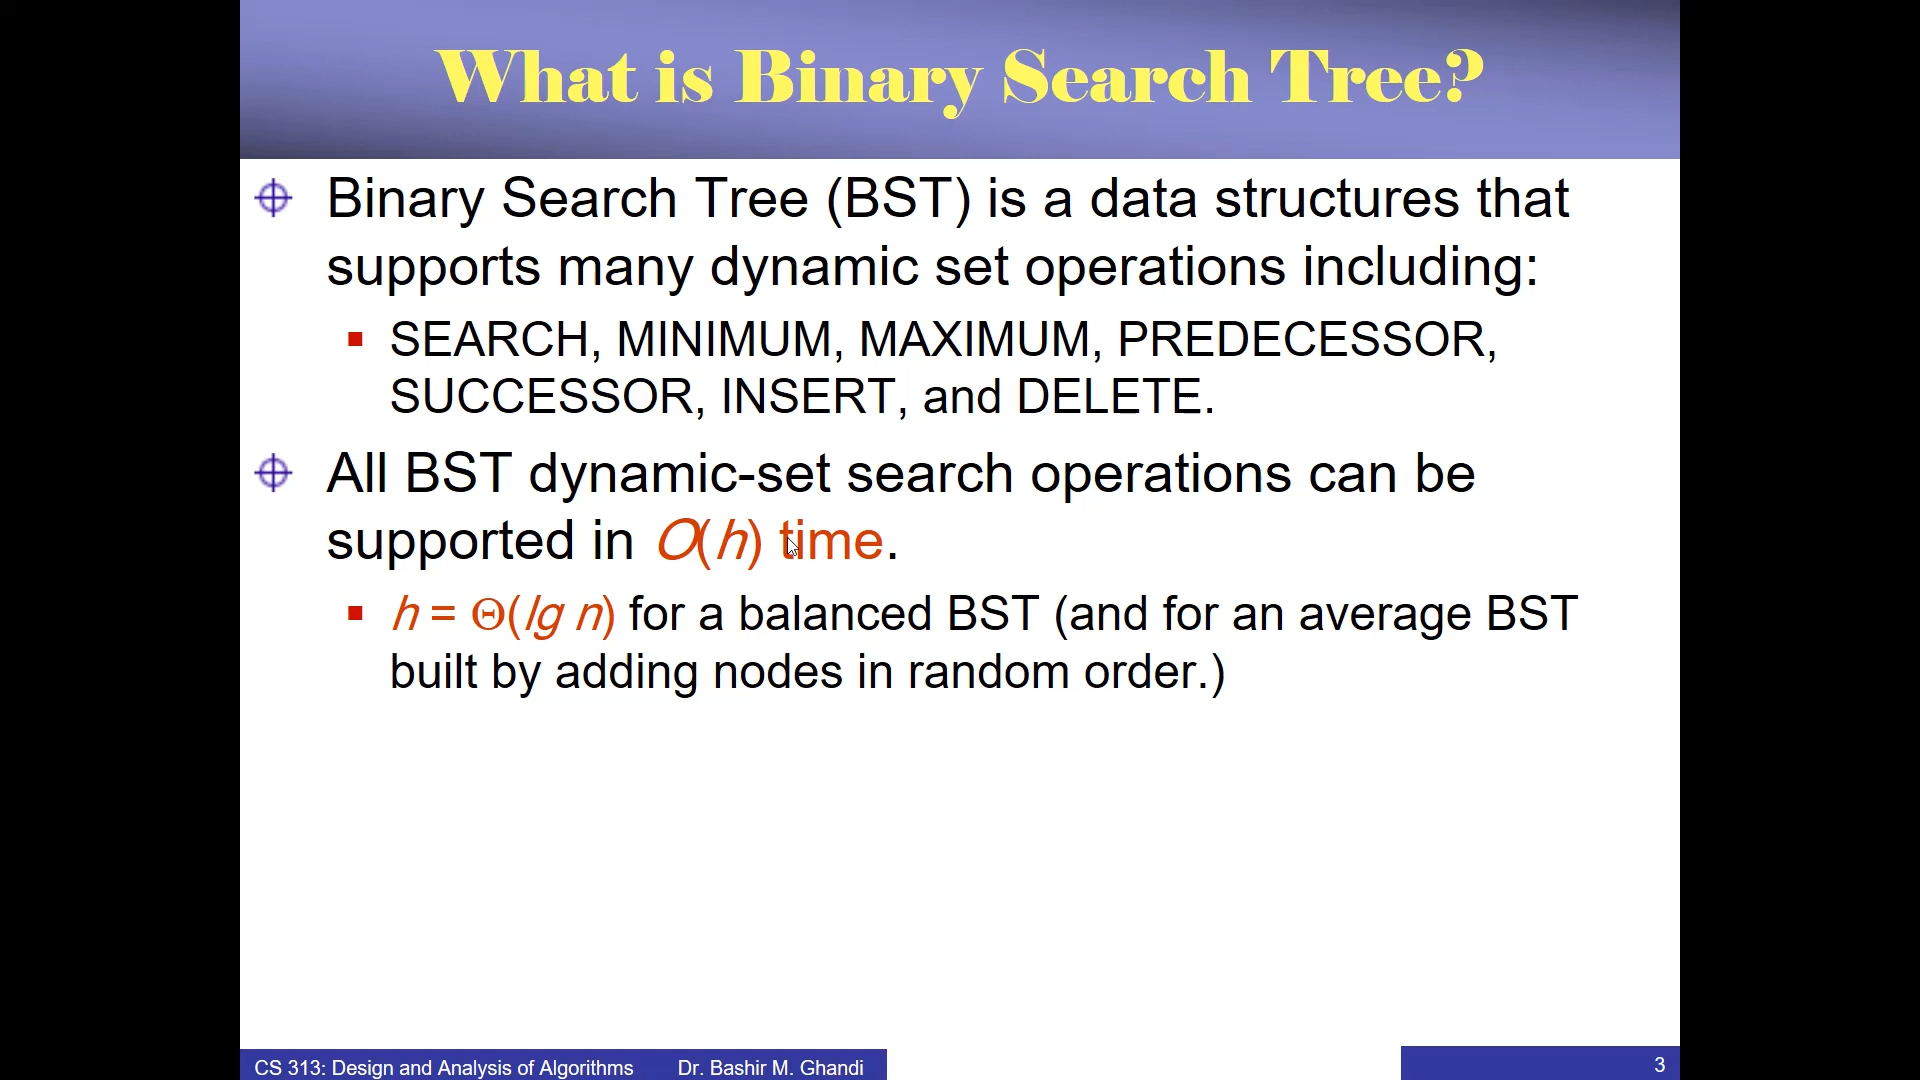 What is Binary Search Tree?
Binary Search Tree (BST) is a data structures that
supports many dynamic set operations including:
SEARCH, MINIMUM, MAXIMUM, PREDECESSOR,
SUCCESSOR, INSERT, and DELETE.
All BST dynamic-set search operations can be
supported in O(h) time.
h = Θ(lg n) for a balanced BST (and for an average BST
built by adding nodes in random order.)
CS 313: Design and Analysis of Algorithms Dr. Bashir M. Ghandi
3